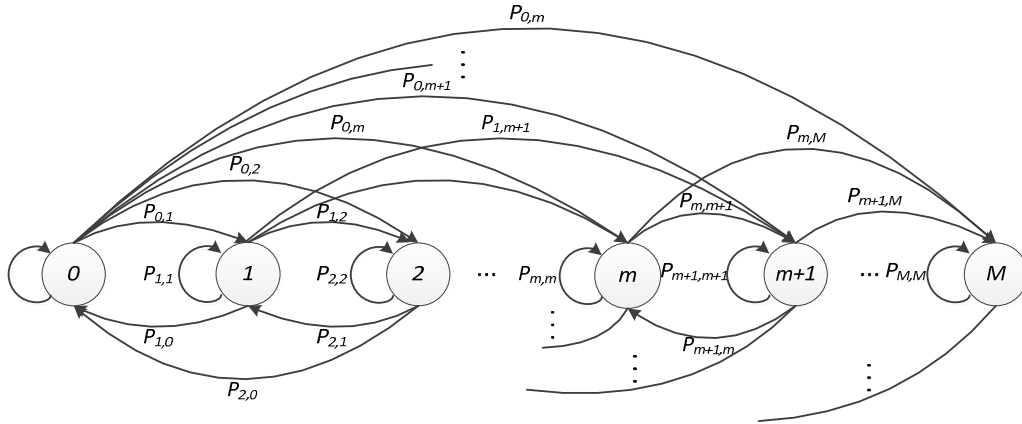 P0,m
⋮
P0,m+1
P0,m
P1,m+1
Pm,M
P0,2
P0,1
P1,2
Pm,m+1
Pm+1,M
0
P1,1
1
P2,2
2
...
Pm,m
m
Pm+1,m+1
m+1
...
PM,M
M
P1,0
P2,1
⋮
Pm+1,m
⋮
⋮
P2,0